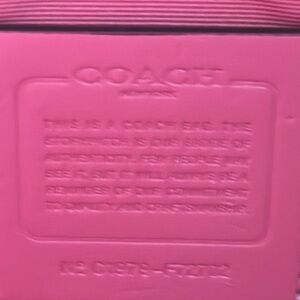 COACH
NEW YORK
THIS IS A COACH BAG. THE
STORYPATCH IS OUR BADGE OF
AUTHENTICITY. FEW PEOPLE WILL
SEE IT, BUT IT WILL ALWAYS BE A
REMINDER OF OUR COMMITMENT
TO QUALITY AND CRAFTSMANSHIP.